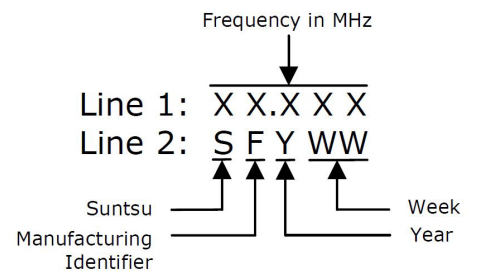 Frequency in MHz
Line 1: X X.X X X
Line 2: S F Y WW
Suntsu
Week
Manufacturing
Identifier
Year